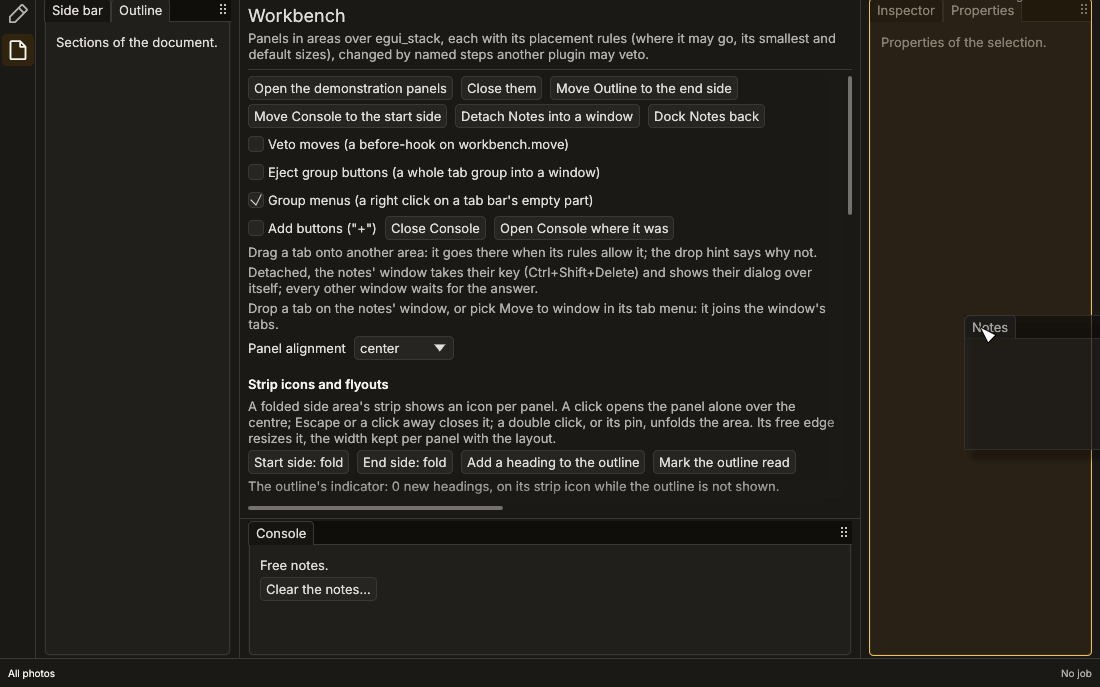 Side bar
Outline
Sections of the document.
Workbench
Panels in areas over egui_stack, each with its placement rules (where it may go, its smallest and
default sizes), changed by named steps another plugin may veto.
Open the demonstration panels
Close them
Move Outline to the end side
Move Console to the start side
Detach Notes into a window
Dock Notes back
Veto moves (a before-hook on workbench.move)
Eject group buttons (a whole tab group into a window)
Group menus (a right click on a tab bar's empty part)
Add buttons ("+")
Close Console
Open Console where it was
Drag a tab onto another area: it goes there when its rules allow it; the drop hint says why not.
Detached, the notes' window takes their key (Ctrl+Shift+Delete) and shows their dialog over
itself; every other window waits for the answer.
Drop a tab on the notes' window, or pick Move to window in its tab menu: it joins the window's
tabs.
Panel alignment
center
Strip icons and flyouts
A folded side area's strip shows an icon per panel. A click opens the panel alone over the
centre; Escape or a click away closes it; a double click, or its pin, unfolds the area. Its free edge
resizes it, the width kept per panel with the layout.
Start side: fold
End side: fold
Add a heading to the outline
Mark the outline read
The outline's indicator: 0 new headings, on its strip icon while the outline is not shown.
Console
Free notes.
Clear the notes...
Inspector
Properties
Properties of the selection.
Notes
All photos
No job